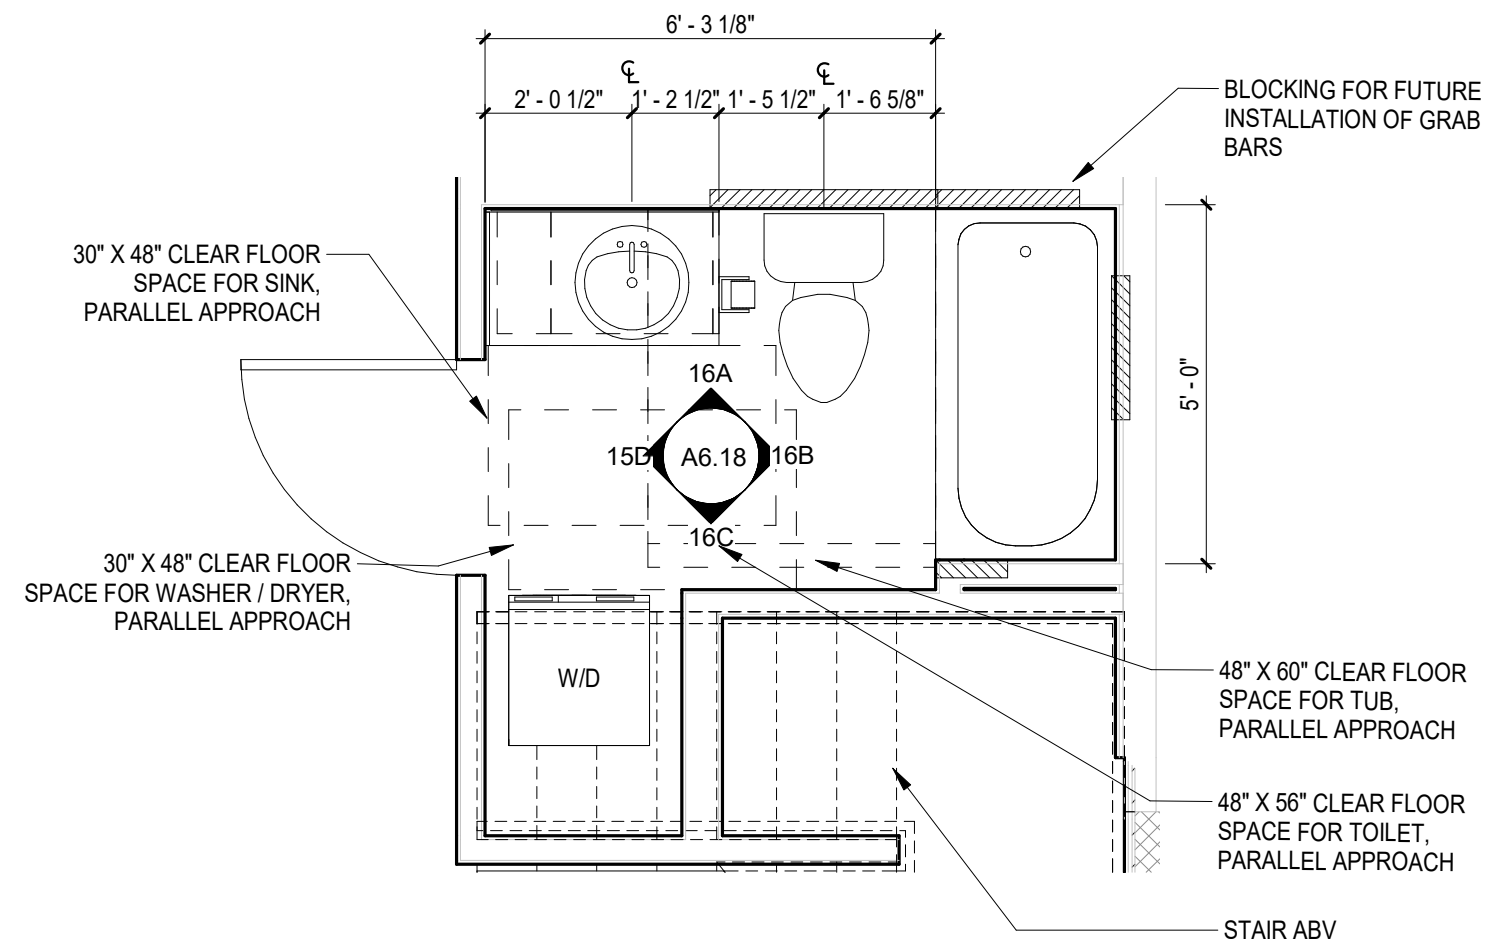 6' - 3 1/8"
℄
℄
2' - 0 1/2"
1' - 2 1/2"
1' - 5 1/2"
1' - 6 5/8"
BLOCKING FOR FUTURE
INSTALLATION OF GRAB
BARS
30" X 48" CLEAR FLOOR
SPACE FOR SINK,
PARALLEL APPROACH
5' - 0"
16A
15D
A6.18
16B
16C
30" X 48" CLEAR FLOOR
SPACE FOR WASHER / DRYER,
PARALLEL APPROACH
W/D
48" X 60" CLEAR FLOOR
SPACE FOR TUB,
PARALLEL APPROACH
48" X 56" CLEAR FLOOR
SPACE FOR TOILET,
PARALLEL APPROACH
STAIR ABV